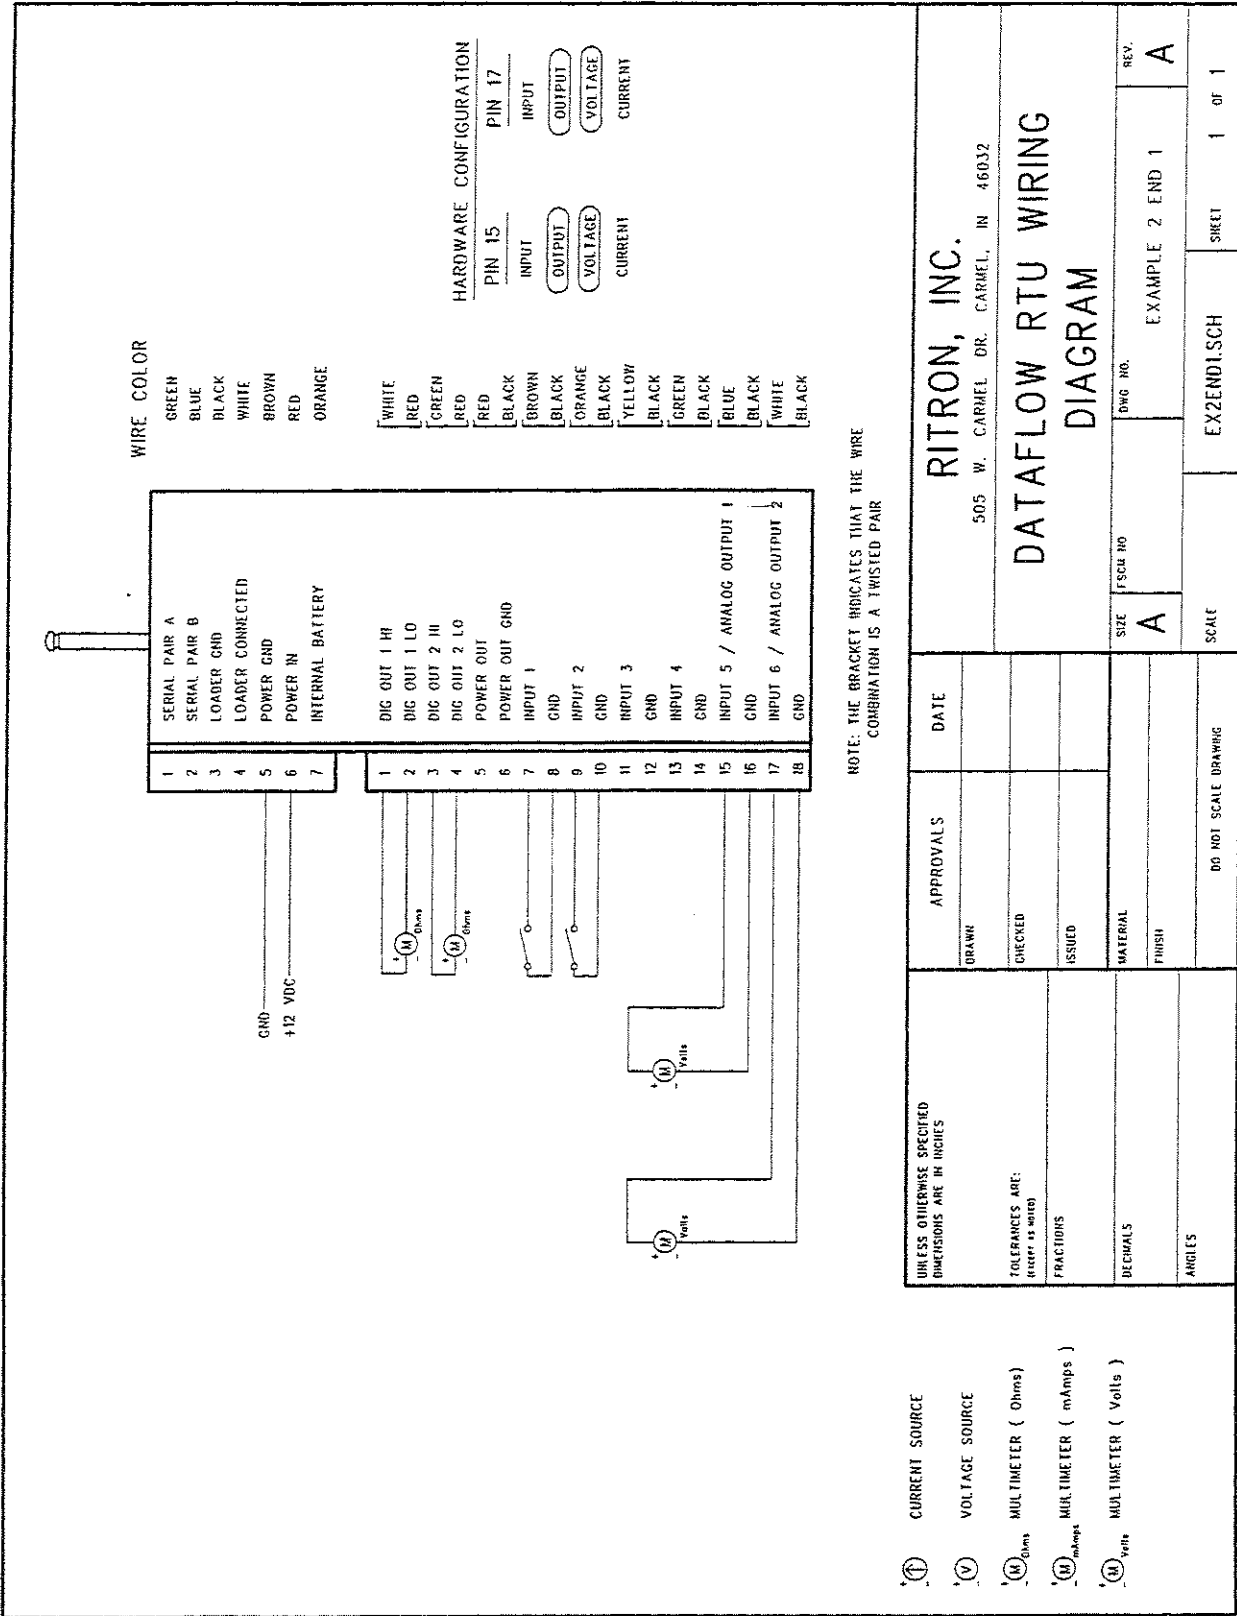 WIRE COLOR
1 SERIAL PAIR A GREEN
2 SERIAL PAIR B BLUE
3 LOADER GND BLACK
4 LOADER CONNECTED WHITE
GND 5 POWER GND BROWN
+12 VDC 6 POWER IN RED
7 INTERNAL BATTERY ORANGE
1 DIG OUT 1 HI WHITE
2 DIG OUT 1 LO RED
3 DIG OUT 2 HI GREEN
4 DIG OUT 2 LO RED
5 POWER OUT RED
6 POWER OUT GND BLACK
7 INPUT 1 BROWN
8 GND BLACK
9 INPUT 2 ORANGE
10 GND BLACK
11 INPUT 3 YELLOW
12 GND BLACK
13 INPUT 4 GREEN
14 GND BLACK
15 INPUT 5 / ANALOG OUTPUT 1 BLUE
16 GND BLACK
17 INPUT 6 / ANALOG OUTPUT 2 WHITE
18 GND BLACK
+ M - Ohms
+ M - Ohms
+ M - Volts
+ M - Volts
HARDWARE CONFIGURATION
PIN 15 PIN 17
INPUT INPUT
OUTPUT OUTPUT
VOLTAGE VOLTAGE
CURRENT CURRENT
NOTE: THE BRACKET INDICATES THAT THE WIRE
COMBINATION IS A TWISTED PAIR
+ - CURRENT SOURCE
+ V - VOLTAGE SOURCE
+ M - Ohms MULTIMETER ( Ohms)
+ M - mAmps MULTIMETER ( mAmps )
+ M - Volts MULTIMETER ( Volts )
UNLESS OTHERWISE SPECIFIED
DIMENSIONS ARE IN INCHES
TOLERANCES ARE:
(EXCEPT AS NOTED)
FRACTIONS
DECIMALS
ANGLES
APPROVALS DATE
DRAWN
CHECKED
ISSUED
MATERIAL
FINISH
DO NOT SCALE DRAWING
RITRON, INC.
505 W. CARMEL DR. CARMEL, IN 46032
DATAFLOW RTU WIRING
DIAGRAM
SIZE
A
FSCM NO
DWG NO.
EXAMPLE 2 END 1
REV.
A
SCALE
EX2END1.SCH
SHEET 1 OF 1